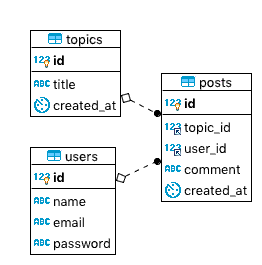 topics
123 id
ABC title
created_at
users
123 id
ABC name
ABC email
ABC password
posts
123 id
123 topic_id
123 user_id
ABC comment
created_at